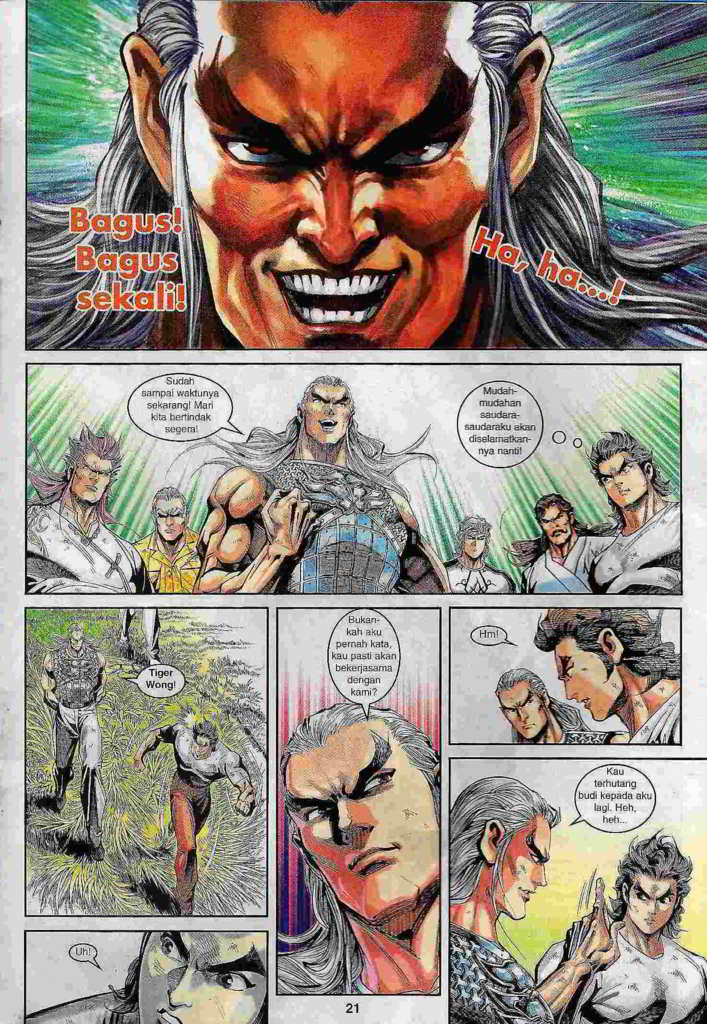 Bagus!
Bagus
sekali!
Ha, ha...!
Sudah
sampai waktunya
sekarang! Mari
kita bertindak
segera!
Mudah-
mudahan
saudara-
saudaraku akan
diselamatkan-
nya nanti!
Tiger
Wong!
Bukan-
kah aku
pernah kata,
kau pasti akan
bekerjasama
dengan
kami?
Hm!
Kau
terhutang
budi kepada aku
lagi. Heh,
heh...
Uh!
21